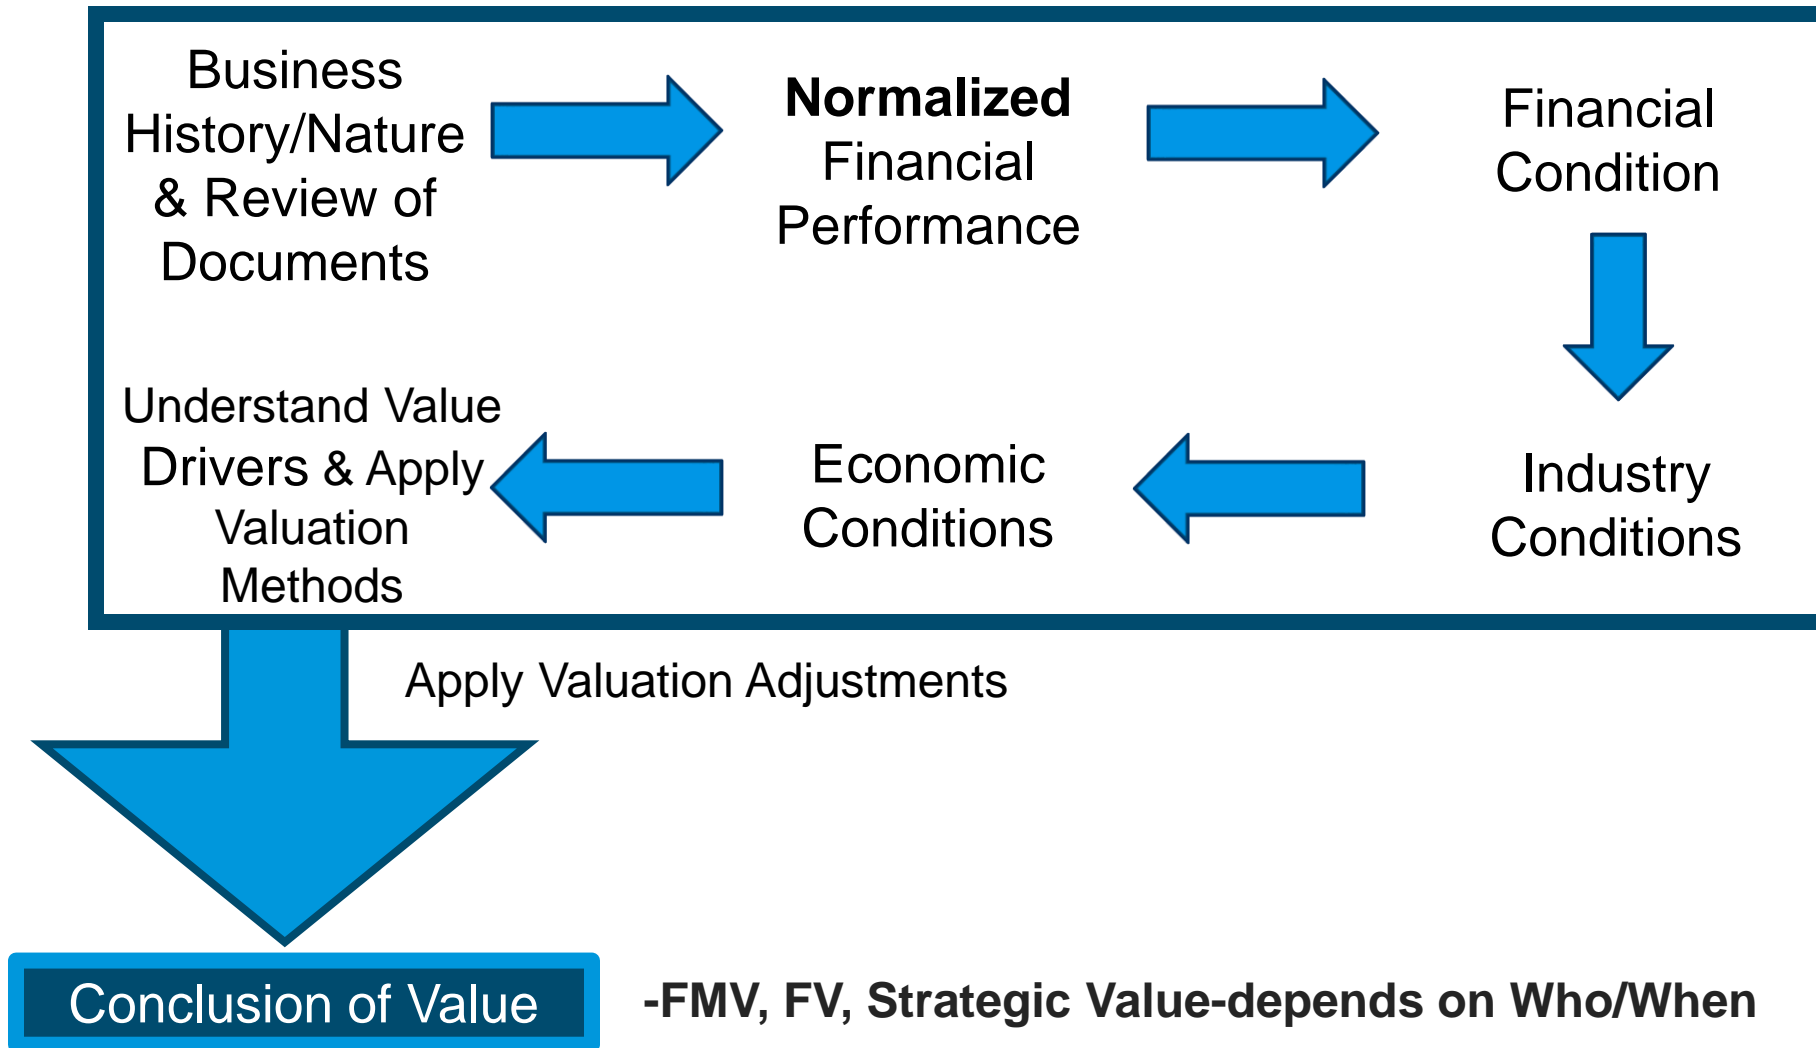 Business
History/Nature
& Review of
Documents
Normalized
Financial
Performance
Financial
Condition
Understand Value
Drivers & Apply
Valuation
Methods
Economic
Conditions
Industry
Conditions
Apply Valuation Adjustments
Conclusion of Value
-FMV, FV, Strategic Value-depends on Who/When